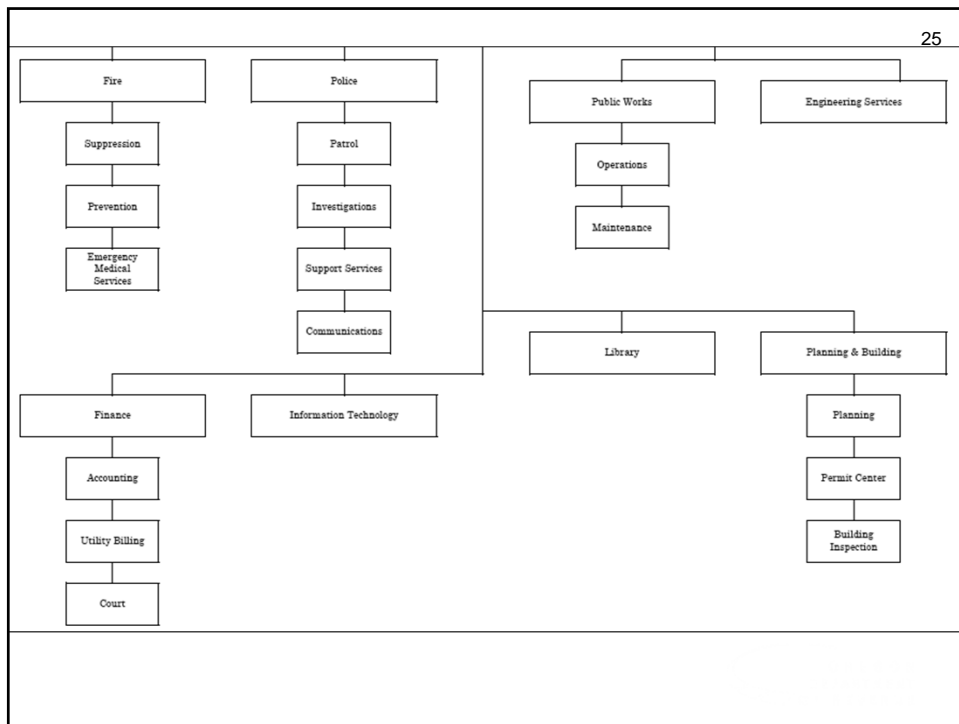 25
Fire
Police
Public Works
Engineering Services
Suppression
Patrol
Operations
Prevention
Investigations
Maintenance
Emergency
Medical
Services
Support Services
Communications
Library
Planning & Building
Finance
Information Technology
Planning
Accounting
Permit Center
Utility Billing
Building
Inspection
Court